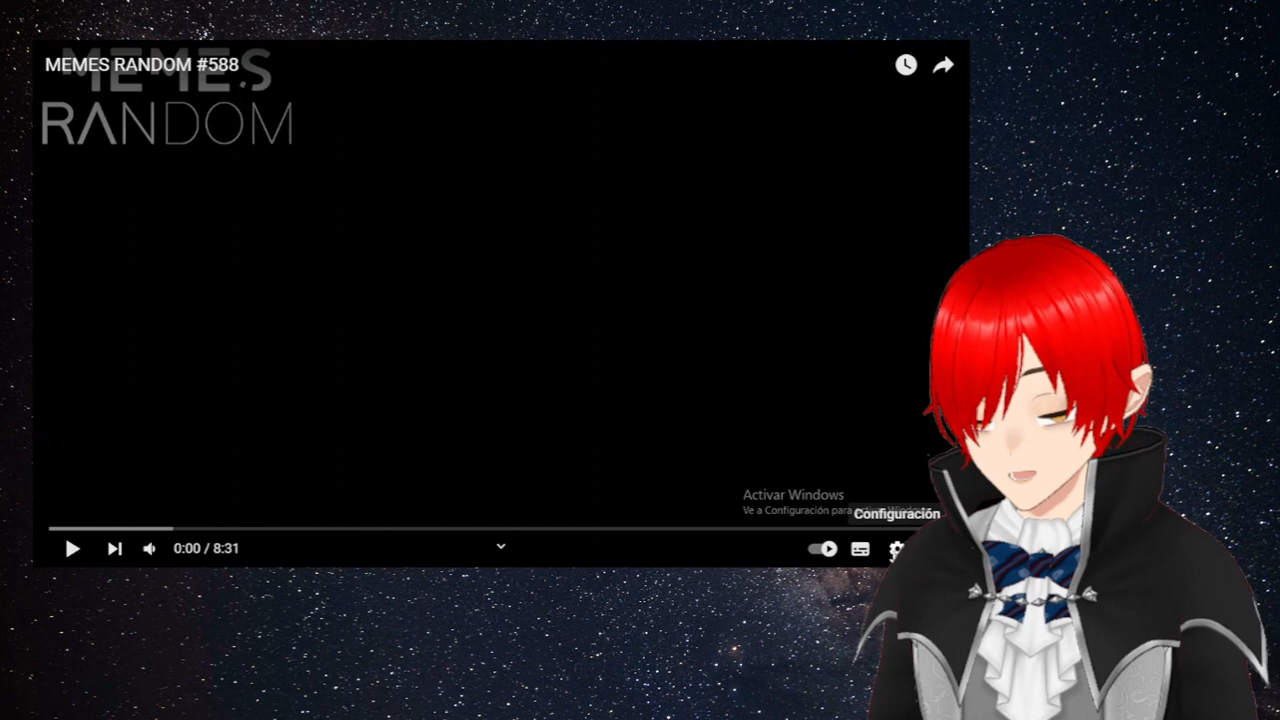 MEMES RANDOM #588
MEMES
RANDOM
Activar Windows
Ve a Configuración para
Configuración
0:00 / 8:31